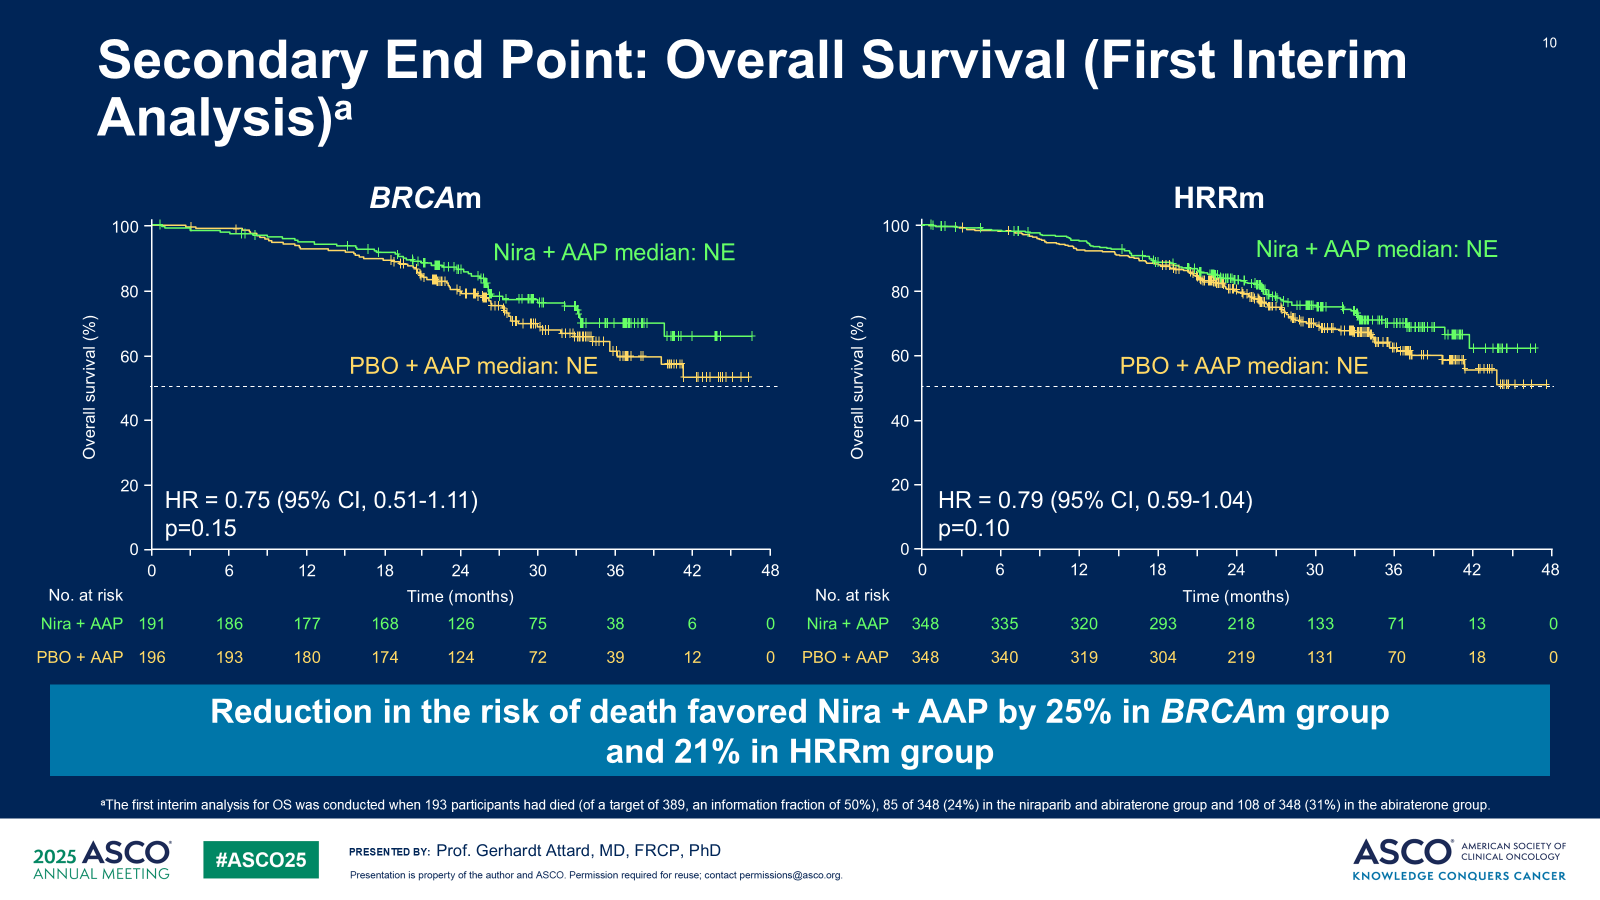 10
Secondary End Point: Overall Survival (First Interim
Analysis)ᵃ
BRCAm
100
80
60
40
20
0
Overall survival (%)
Nira + AAP median: NE
PBO + AAP median: NE
HR = 0.75 (95% CI, 0.51-1.11)
p=0.15
0 6 12 18 24 30 36 42 48
Time (months)
No. at risk
Nira + AAP 191 186 177 168 126 75 38 6 0
PBO + AAP 196 193 180 174 124 72 39 12 0
HRRm
100
80
60
40
20
0
Overall survival (%)
Nira + AAP median: NE
PBO + AAP median: NE
HR = 0.79 (95% CI, 0.59-1.04)
p=0.10
0 6 12 18 24 30 36 42 48
Time (months)
No. at risk
Nira + AAP 348 335 320 293 218 133 71 13 0
PBO + AAP 348 340 319 304 219 131 70 18 0
Reduction in the risk of death favored Nira + AAP by 25% in BRCAm group
and 21% in HRRm group
ᵃThe first interim analysis for OS was conducted when 193 participants had died (of a target of 389, an information fraction of 50%), 85 of 348 (24%) in the niraparib and abiraterone group and 108 of 348 (31%) in the abiraterone group.
2025 ASCO®
ANNUAL MEETING
#ASCO25
PRESENTED BY: Prof. Gerhardt Attard, MD, FRCP, PhD
Presentation is property of the author and ASCO. Permission required for reuse; contact permissions@asco.org.
ASCO® AMERICAN SOCIETY OF
CLINICAL ONCOLOGY
KNOWLEDGE CONQUERS CANCER